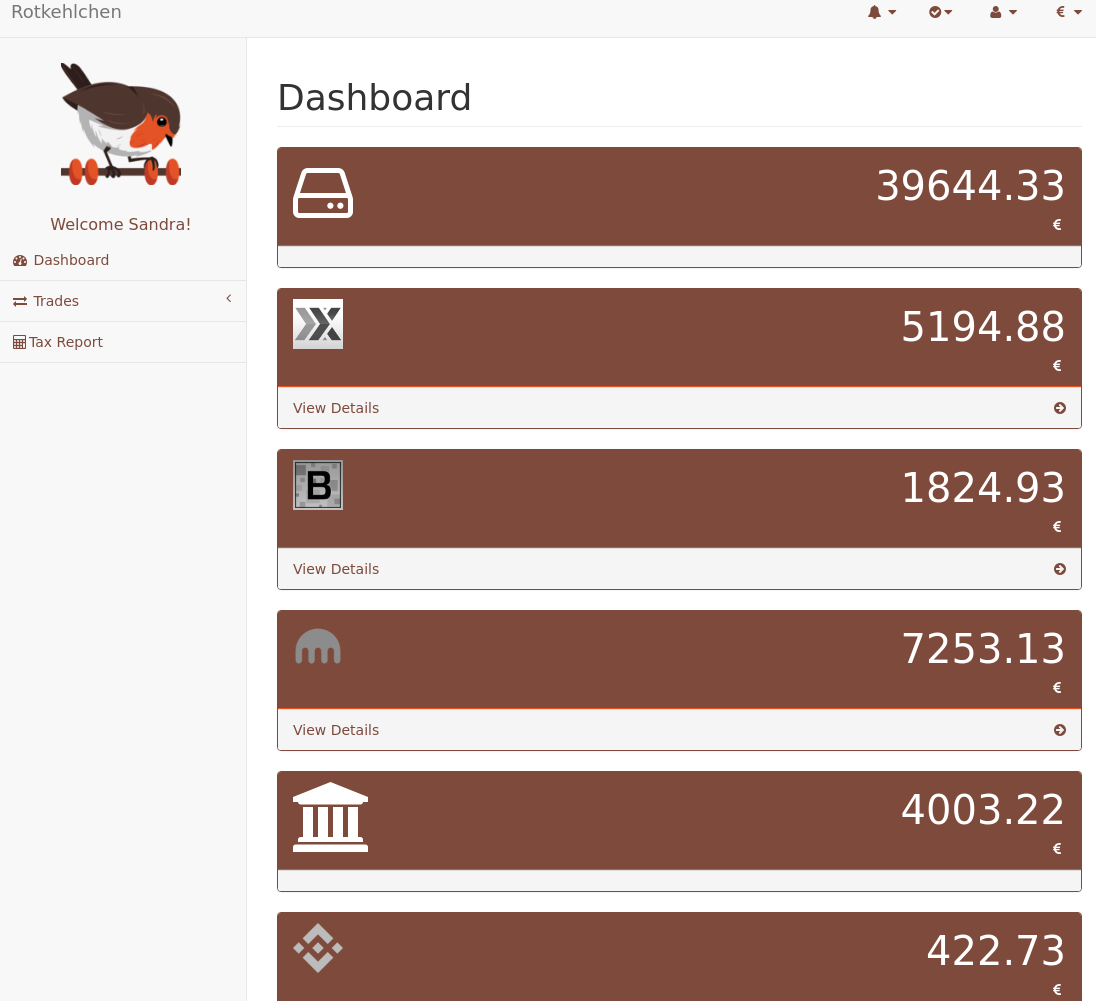 Rotkehlchen
€
Welcome Sandra!
Dashboard
Trades
Tax Report
Dashboard
39644.33
€
5194.88
€
View Details
B
1824.93
€
View Details
7253.13
€
View Details
4003.22
€
422.73
€